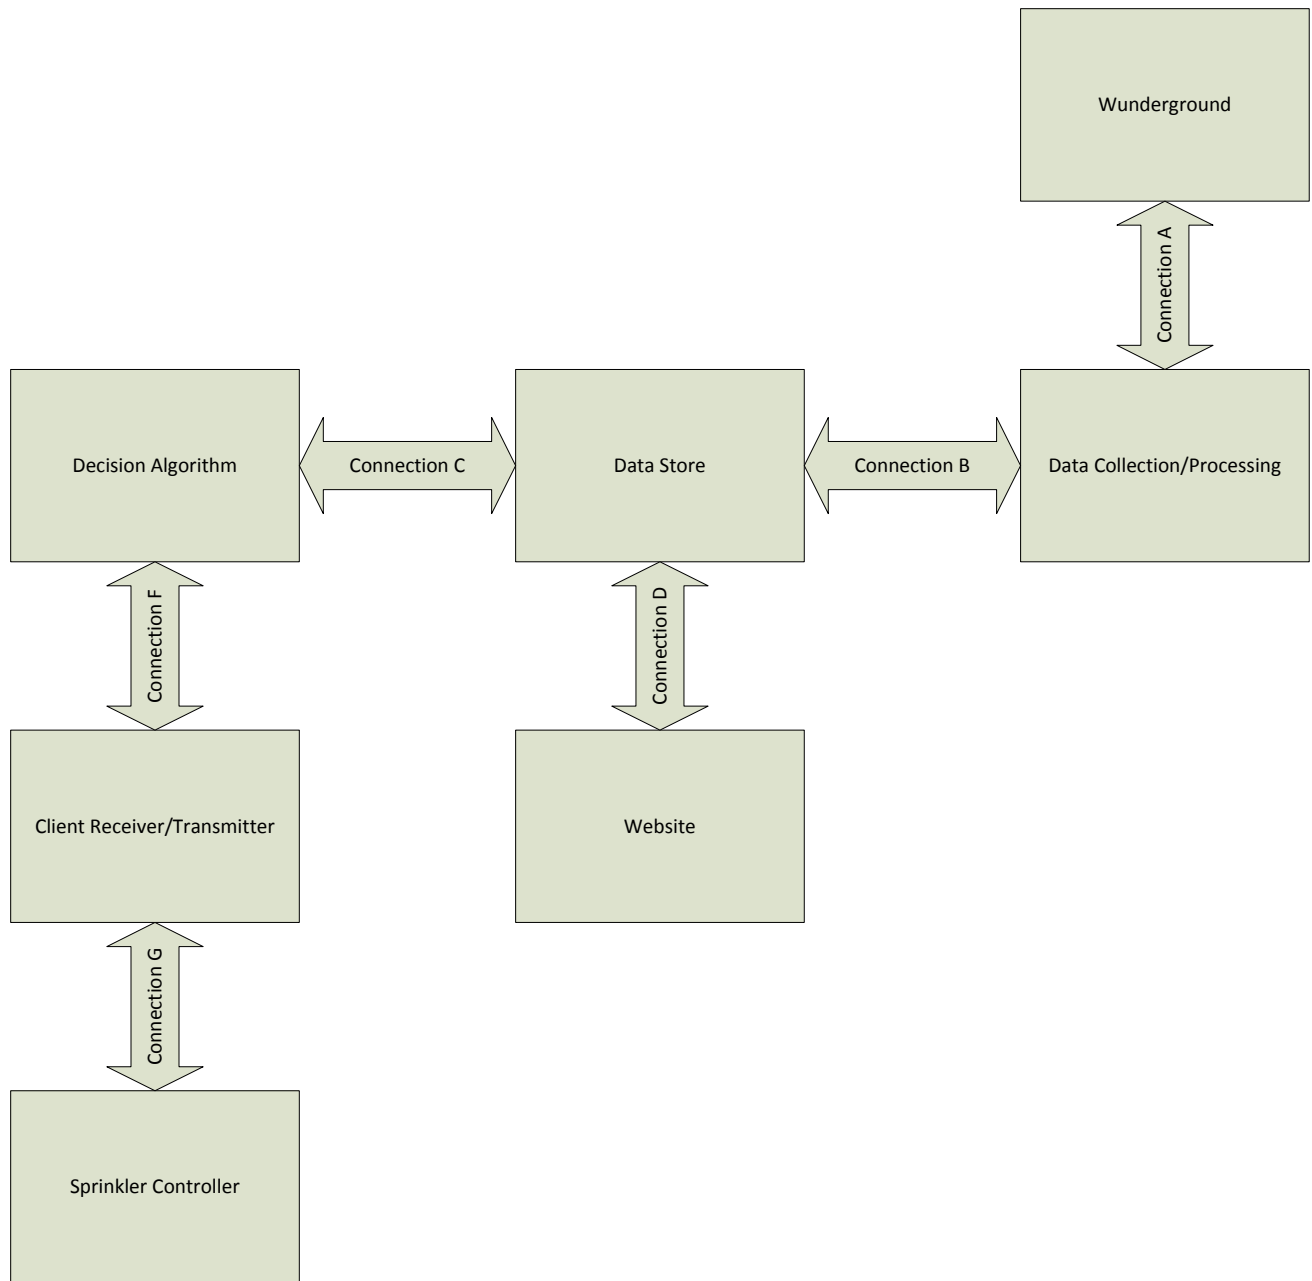 Wunderground
Connection A
Decision Algorithm
Connection C
Data Store
Connection B
Data Collection/Processing
Connection F
Connection D
Client Receiver/Transmitter
Website
Connection G
Sprinkler Controller